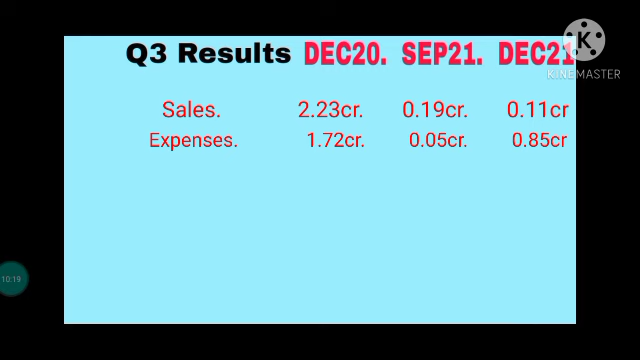 Q3 Results DEC20. SEP21. DEC21
K
KINEMASTER
Sales. 2.23cr. 0.19cr. 0.11cr
Expenses. 1.72cr. 0.05cr. 0.85cr
10:19